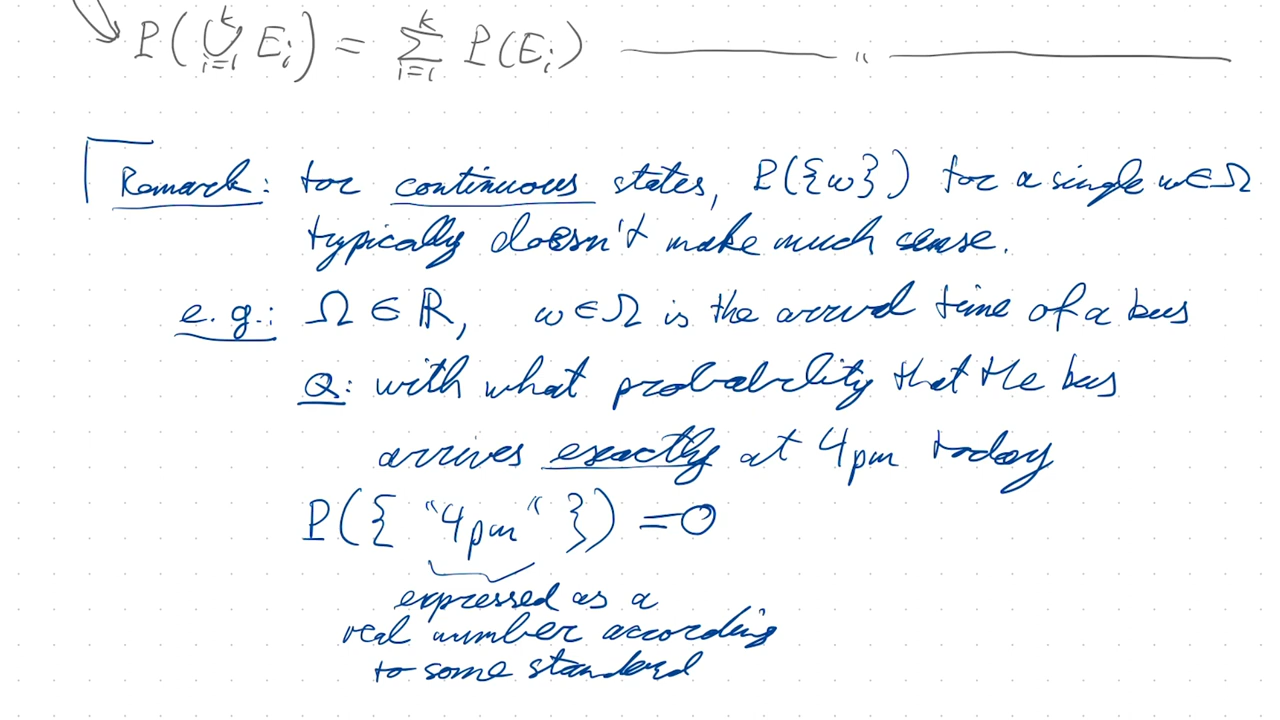 P(⋃_{i=1}^{k} E_i) = ∑_{i=1}^{k} P(E_i) ——— " ———
Remark: for continuous states, P({ω}) for a single ω∈Ω
typically doesn't make much sense.
e.g.: Ω ∈ ℝ, ω∈Ω is the arrival time of a bus
Q: with what probability that the bus
arrives exactly at 4pm today
P({ "4pm" }) = 0
expressed as a
real number according
to some standard